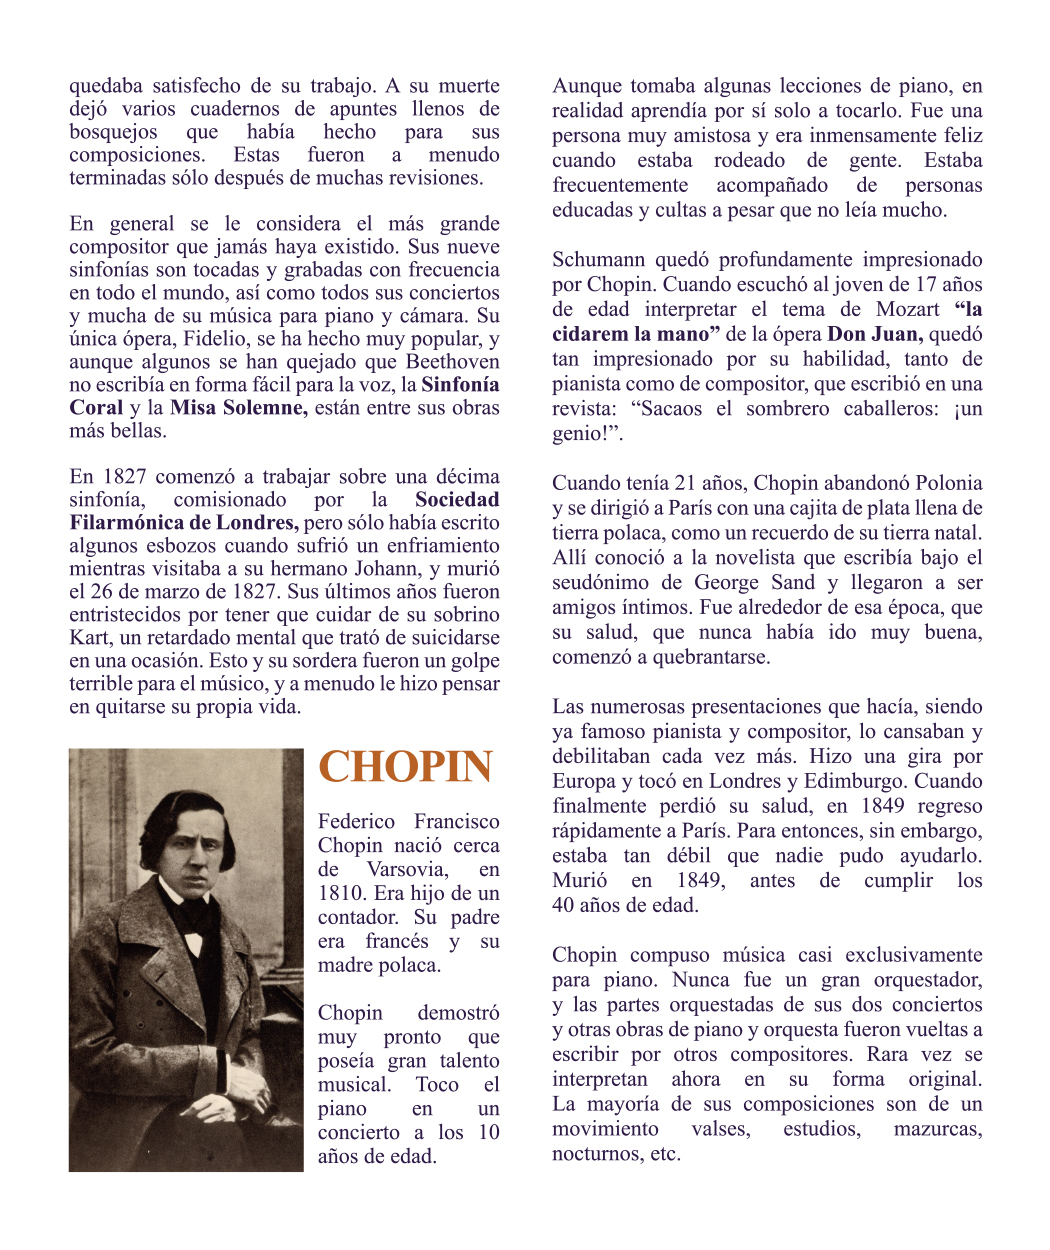 quedaba satisfecho de su trabajo. A su muerte
dejó varios cuadernos de apuntes llenos de
bosquejos que había hecho para sus
composiciones. Estas fueron a menudo
terminadas sólo después de muchas revisiones.
En general se le considera el más grande
compositor que jamás haya existido. Sus nueve
sinfonías son tocadas y grabadas con frecuencia
en todo el mundo, así como todos sus conciertos
y mucha de su música para piano y cámara. Su
única ópera, Fidelio, se ha hecho muy popular, y
aunque algunos se han quejado que Beethoven
no escribía en forma fácil para la voz, la Sinfonía
Coral y la Misa Solemne, están entre sus obras
más bellas.
En 1827 comenzó a trabajar sobre una décima
sinfonía, comisionado por la Sociedad
Filarmónica de Londres, pero sólo había escrito
algunos esbozos cuando sufrió un enfriamiento
mientras visitaba a su hermano Johann, y murió
el 26 de marzo de 1827. Sus últimos años fueron
entristecidos por tener que cuidar de su sobrino
Kart, un retardado mental que trató de suicidarse
en una ocasión. Esto y su sordera fueron un golpe
terrible para el músico, y a menudo le hizo pensar
en quitarse su propia vida.
CHOPIN
Federico Francisco
Chopin nació cerca
de Varsovia, en
1810. Era hijo de un
contador. Su padre
era francés y su
madre polaca.
Chopin demostró
muy pronto que
poseía gran talento
musical. Toco el
piano en un
concierto a los 10
años de edad.
Aunque tomaba algunas lecciones de piano, en
realidad aprendía por sí solo a tocarlo. Fue una
persona muy amistosa y era inmensamente feliz
cuando estaba rodeado de gente. Estaba
frecuentemente acompañado de personas
educadas y cultas a pesar que no leía mucho.
Schumann quedó profundamente impresionado
por Chopin. Cuando escuchó al joven de 17 años
de edad interpretar el tema de Mozart “la
cidarem la mano” de la ópera Don Juan, quedó
tan impresionado por su habilidad, tanto de
pianista como de compositor, que escribió en una
revista: “Sacaos el sombrero caballeros: ¡un
genio!”.
Cuando tenía 21 años, Chopin abandonó Polonia
y se dirigió a París con una cajita de plata llena de
tierra polaca, como un recuerdo de su tierra natal.
Allí conoció a la novelista que escribía bajo el
seudónimo de George Sand y llegaron a ser
amigos íntimos. Fue alrededor de esa época, que
su salud, que nunca había ido muy buena,
comenzó a quebrantarse.
Las numerosas presentaciones que hacía, siendo
ya famoso pianista y compositor, lo cansaban y
debilitaban cada vez más. Hizo una gira por
Europa y tocó en Londres y Edimburgo. Cuando
finalmente perdió su salud, en 1849 regreso
rápidamente a París. Para entonces, sin embargo,
estaba tan débil que nadie pudo ayudarlo.
Murió en 1849, antes de cumplir los
40 años de edad.
Chopin compuso música casi exclusivamente
para piano. Nunca fue un gran orquestador,
y las partes orquestadas de sus dos conciertos
y otras obras de piano y orquesta fueron vueltas a
escribir por otros compositores. Rara vez se
interpretan ahora en su forma original.
La mayoría de sus composiciones son de un
movimiento valses, estudios, mazurcas,
nocturnos, etc.